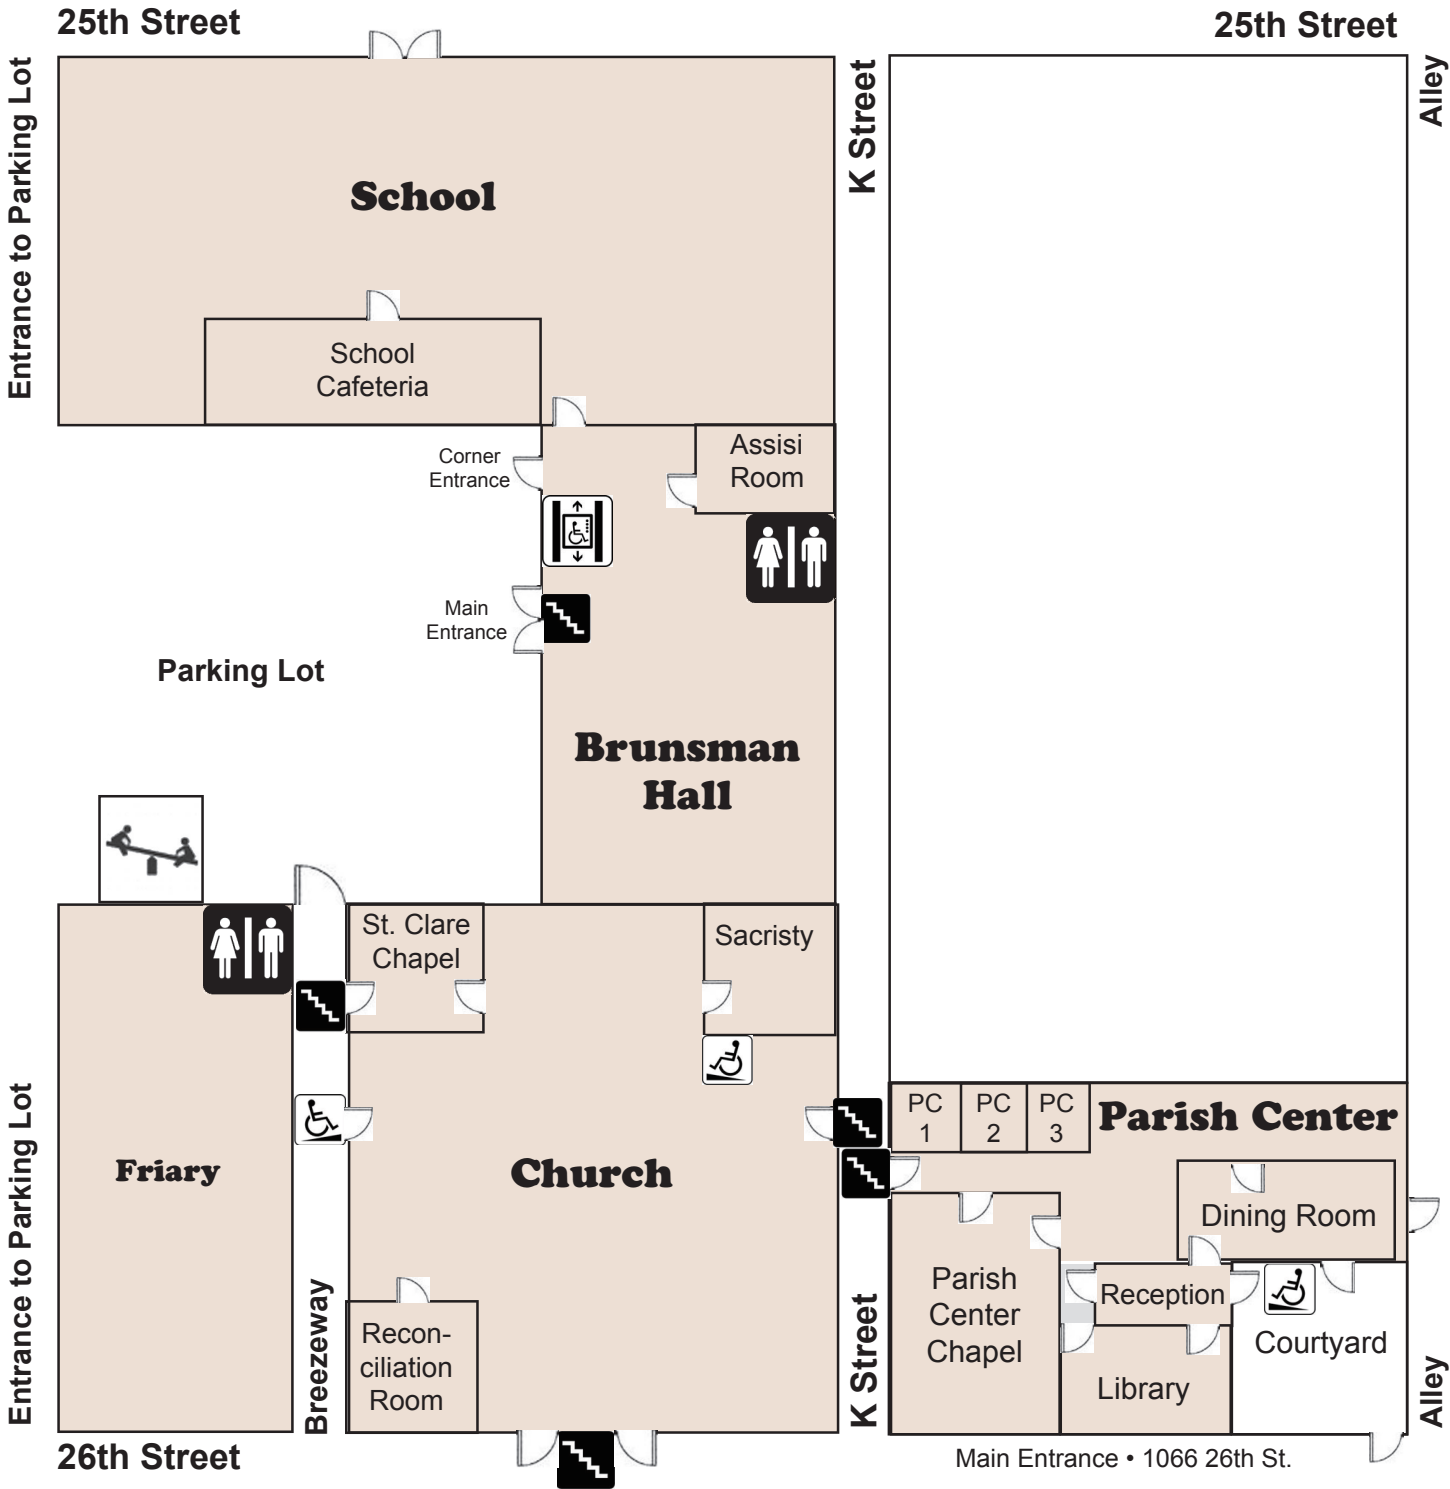 25th Street
25th Street
Entrance to Parking Lot
K Street
Alley
School
School
Cafeteria
Corner
Entrance
Assisi
Room
Main
Entrance
Parking Lot
Brunsman
Hall
St. Clare
Chapel
Sacristy
Entrance to Parking Lot
Friary
Breezeway
Church
Recon-
ciliation
Room
K Street
PC
1
PC
2
PC
3
Parish Center
Dining Room
Parish
Center
Chapel
Reception
Library
Courtyard
Alley
26th Street
Main Entrance • 1066 26th St.